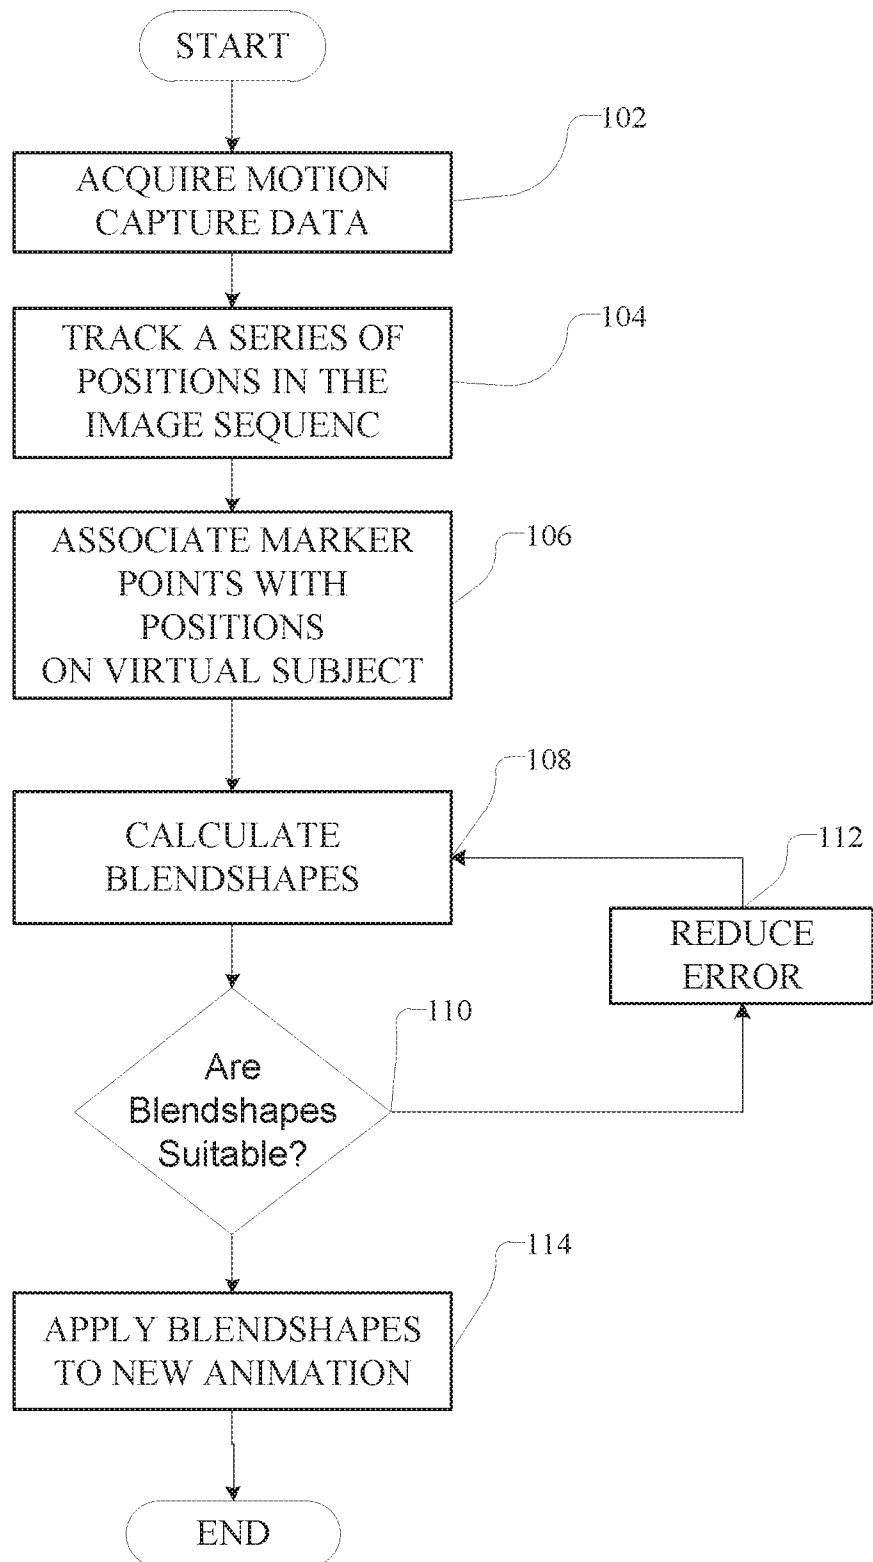 START
102
ACQUIRE MOTION
CAPTURE DATA
104
TRACK A SERIES OF
POSITIONS IN THE
IMAGE SEQUENC
106
ASSOCIATE MARKER
POINTS WITH
POSITIONS
ON VIRTUAL SUBJECT
108
CALCULATE
BLENDSHAPES
112
REDUCE
ERROR
110
Are
Blendshapes
Suitable?
114
APPLY BLENDSHAPES
TO NEW ANIMATION
END